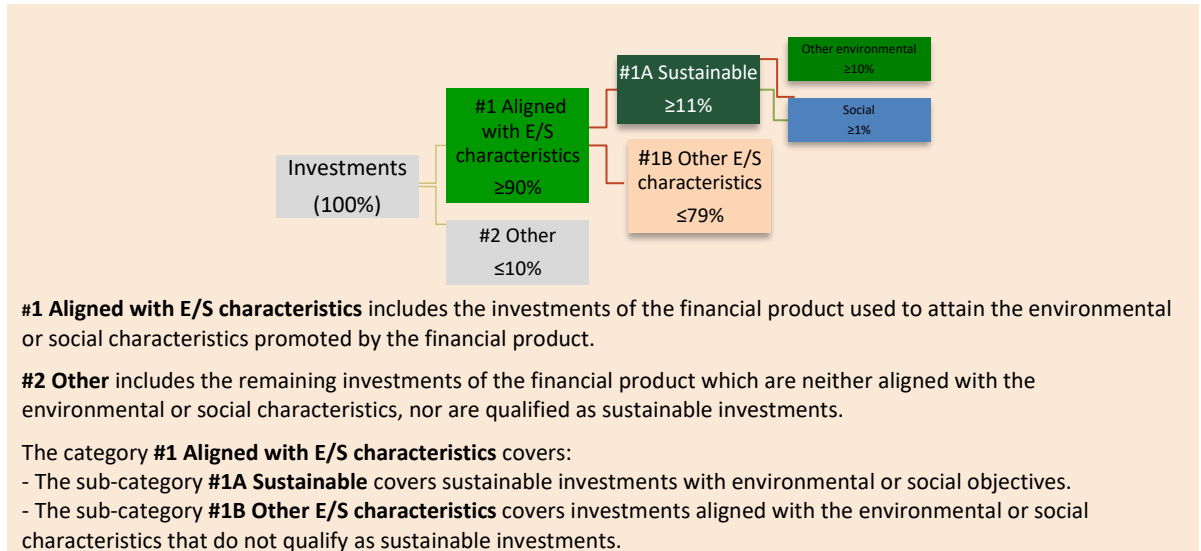 Investments
(100%)
#1 Aligned
with E/S
characteristics
≥90%
#2 Other
≤10%
#1A Sustainable
≥11%
#1B Other E/S
characteristics
≤79%
Other environmental
≥10%
Social
≥1%
#1 Aligned with E/S characteristics includes the investments of the financial product used to attain the environmental
or social characteristics promoted by the financial product.
#2 Other includes the remaining investments of the financial product which are neither aligned with the
environmental or social characteristics, nor are qualified as sustainable investments.
The category #1 Aligned with E/S characteristics covers:
- The sub-category #1A Sustainable covers sustainable investments with environmental or social objectives.
- The sub-category #1B Other E/S characteristics covers investments aligned with the environmental or social
characteristics that do not qualify as sustainable investments.